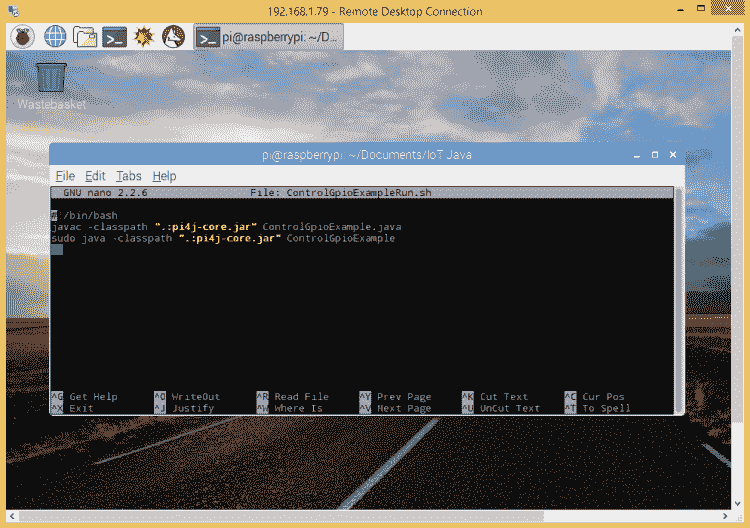 192.168.1.79 - Remote Desktop Connection
pi@raspberrypi: ~/D...
Wastebasket
pi@raspberrypi: ~/Documents/IoT Java
File Edit Tabs Help
GNU nano 2.2.6 File: ControlGpioExampleRun.sh
#!/bin/bash
javac -classpath ".:pi4j-core.jar" ControlGpioExample.java
sudo java -classpath ".:pi4j-core.jar" ControlGpioExample
^G Get Help ^O WriteOut ^R Read File ^Y Prev Page ^K Cut Text ^C Cur Pos
^X Exit ^J Justify ^W Where Is ^V Next Page ^U UnCut Text ^T To Spell